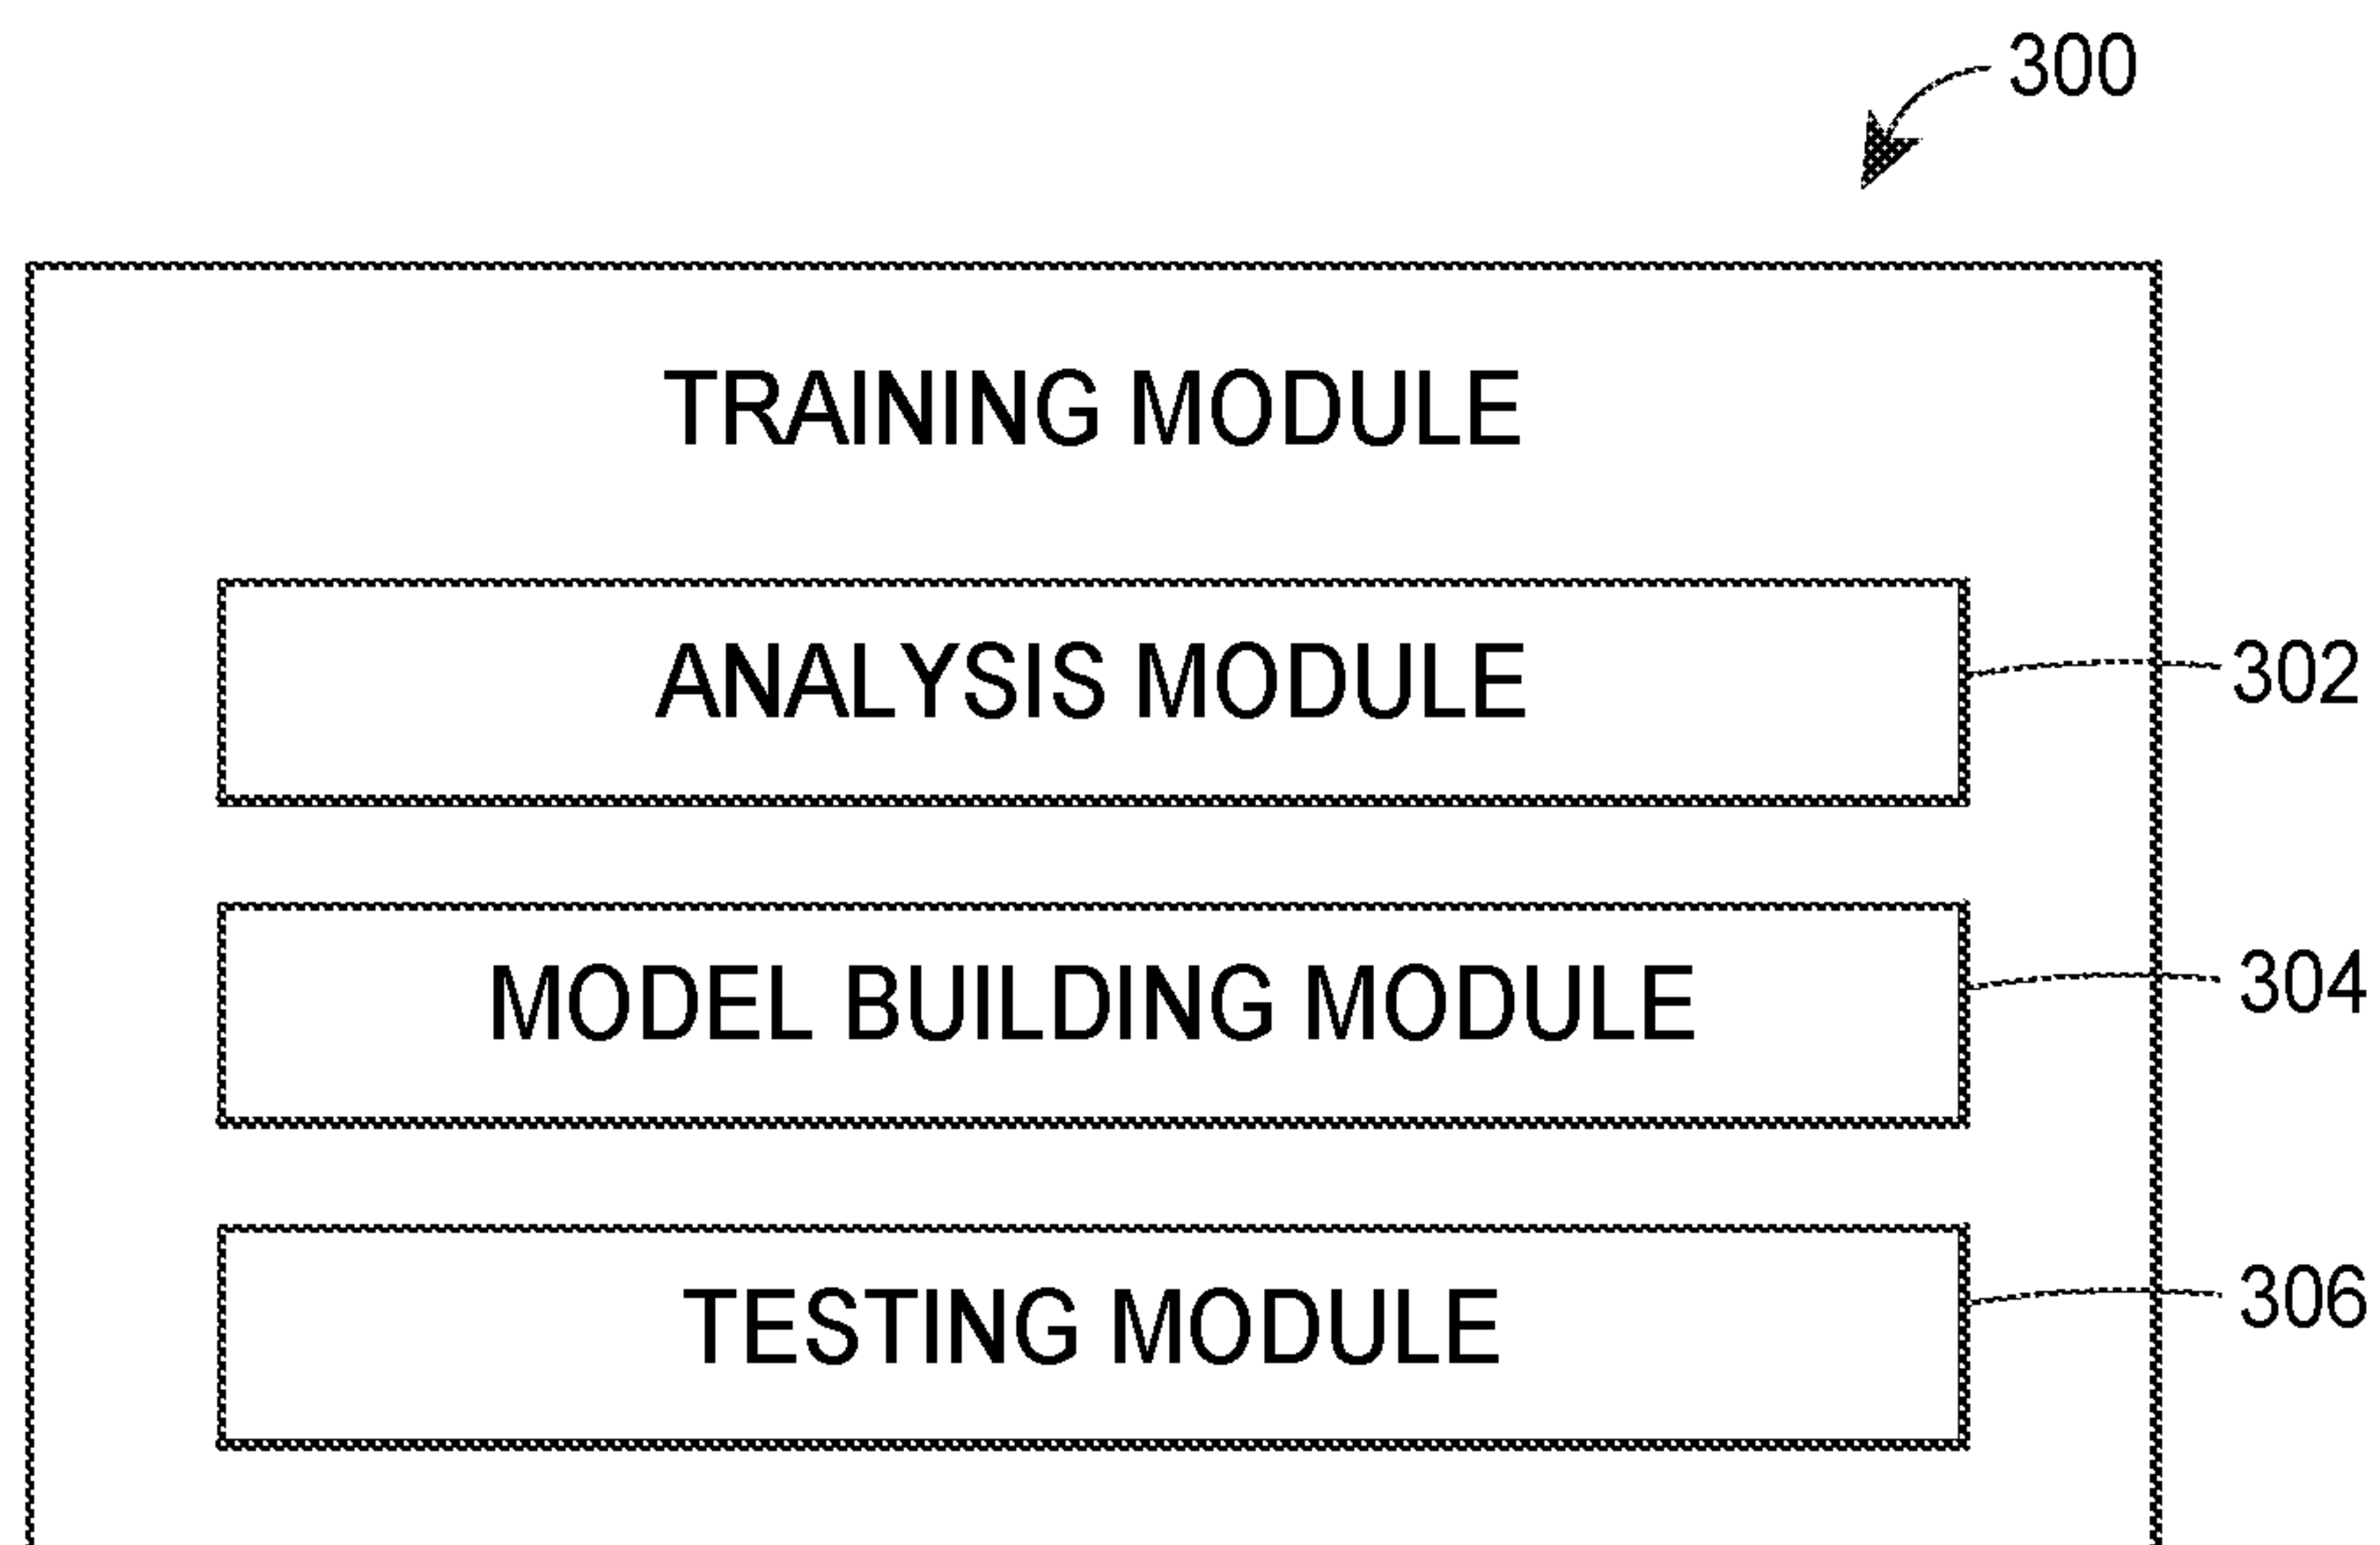 300
TRAINING MODULE
ANALYSIS MODULE
302
MODEL BUILDING MODULE
304
TESTING MODULE
306